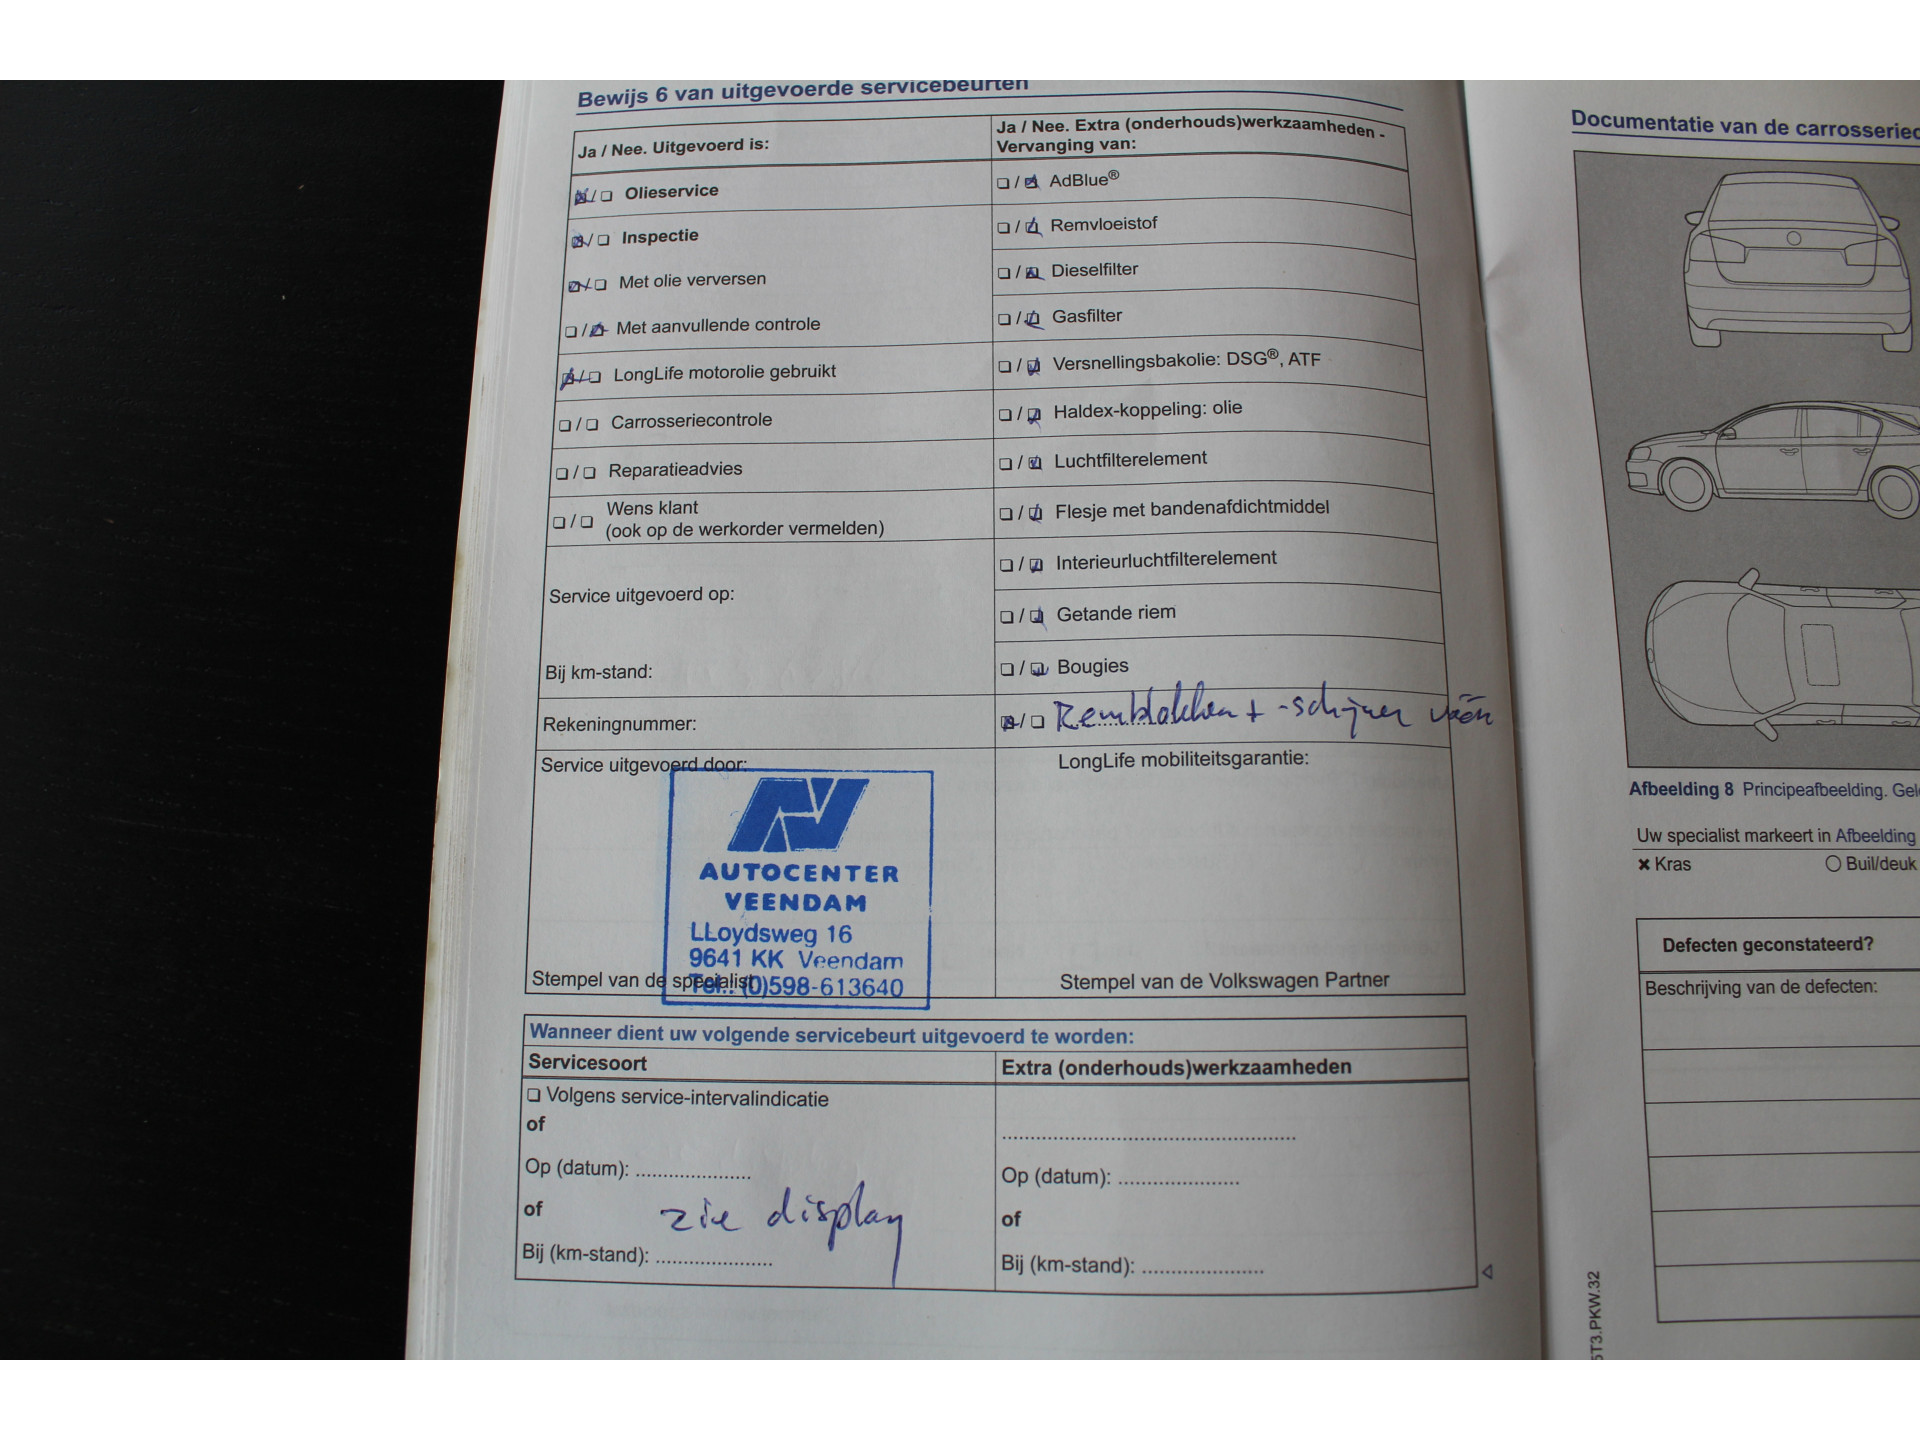 Bewijs 6 van uitgevoerde servicebeurten
Ja / Nee. Uitgevoerd is:
Olieservice
Inspectie
Met olie verversen
Met aanvullende controle
LongLife motorolie gebruikt
Carrosseriecontrole
Reparatieadvies
Wens klant
(ook op de werkorder vermelden)
Service uitgevoerd op:
Bij km-stand:
Rekeningnummer:
Service uitgevoerd door:
AUTOCENTER
VEENDAM
LLoydsweg 16
9641 KK Veendam
Tel.: (0)598-613640
Stempel van de specialist
Ja / Nee. Extra (onderhouds)werkzaamheden -
Vervanging van:
AdBlue®
Remvloeistof
Dieselfilter
Gasfilter
Versnellingsbakolie: DSG®, ATF
Haldex-koppeling: olie
Luchtfilterelement
Flesje met bandenafdichtmiddel
Interieurluchtfilterelement
Getande riem
Bougies
Remblokken + -schijven vóór
LongLife mobiliteitsgarantie:
Stempel van de Volkswagen Partner
Wanneer dient uw volgende servicebeurt uitgevoerd te worden:
Servicesoort
Volgens service-intervalindicatie
of
Op (datum): ....................
of
zie display
Bij (km-stand): ....................
Extra (onderhouds)werkzaamheden
Op (datum): ....................
of
Bij (km-stand): ....................
Documentatie van de
Afbeelding 8 Principeafbeelding.
Uw specialist markeert in Afbeelding
Kras
Buil/deuk
Defecten geconstateerd?
Beschrijving van de defecten:
5T3.PKW.32